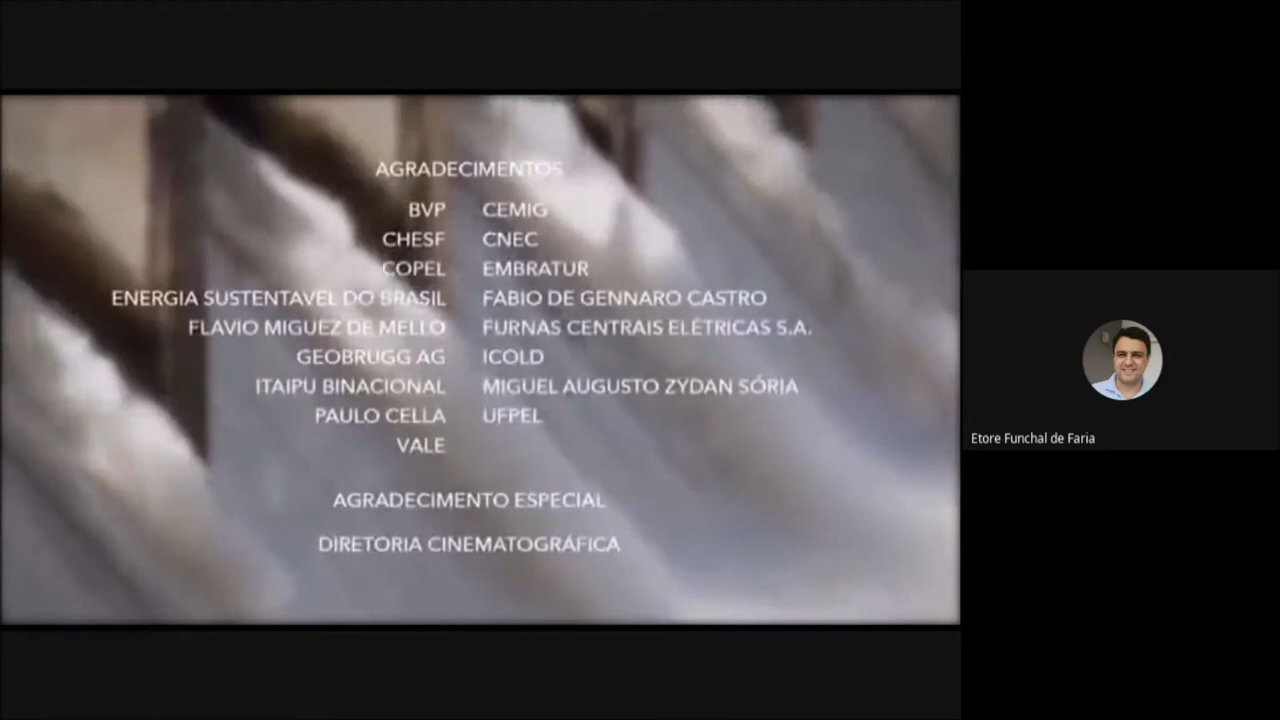 AGRADECIMENTOS
BVP CEMIG
CHESF CNEC
COPEL EMBRATUR
ENERGIA SUSTENTAVEL DO BRASIL FABIO DE GENNARO CASTRO
FLAVIO MIGUEZ DE MELLO FURNAS CENTRAIS ELÉTRICAS S.A.
GEOBRUGG AG ICOLD
ITAIPU BINACIONAL MIGUEL AUGUSTO ZYDAN SÓRIA
PAULO CELLA UFPEL
VALE
AGRADECIMENTO ESPECIAL
DIRETORIA CINEMATOGRÁFICA
Etore Funchal de Faria